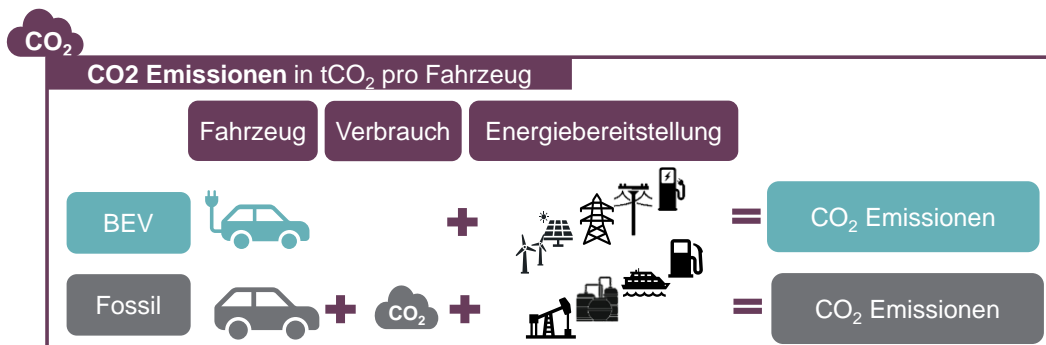 CO₂
CO2 Emissionen in tCO₂ pro Fahrzeug
Fahrzeug Verbrauch Energiebereitstellung
BEV CO₂ Emissionen
Fossil CO₂ CO₂ Emissionen